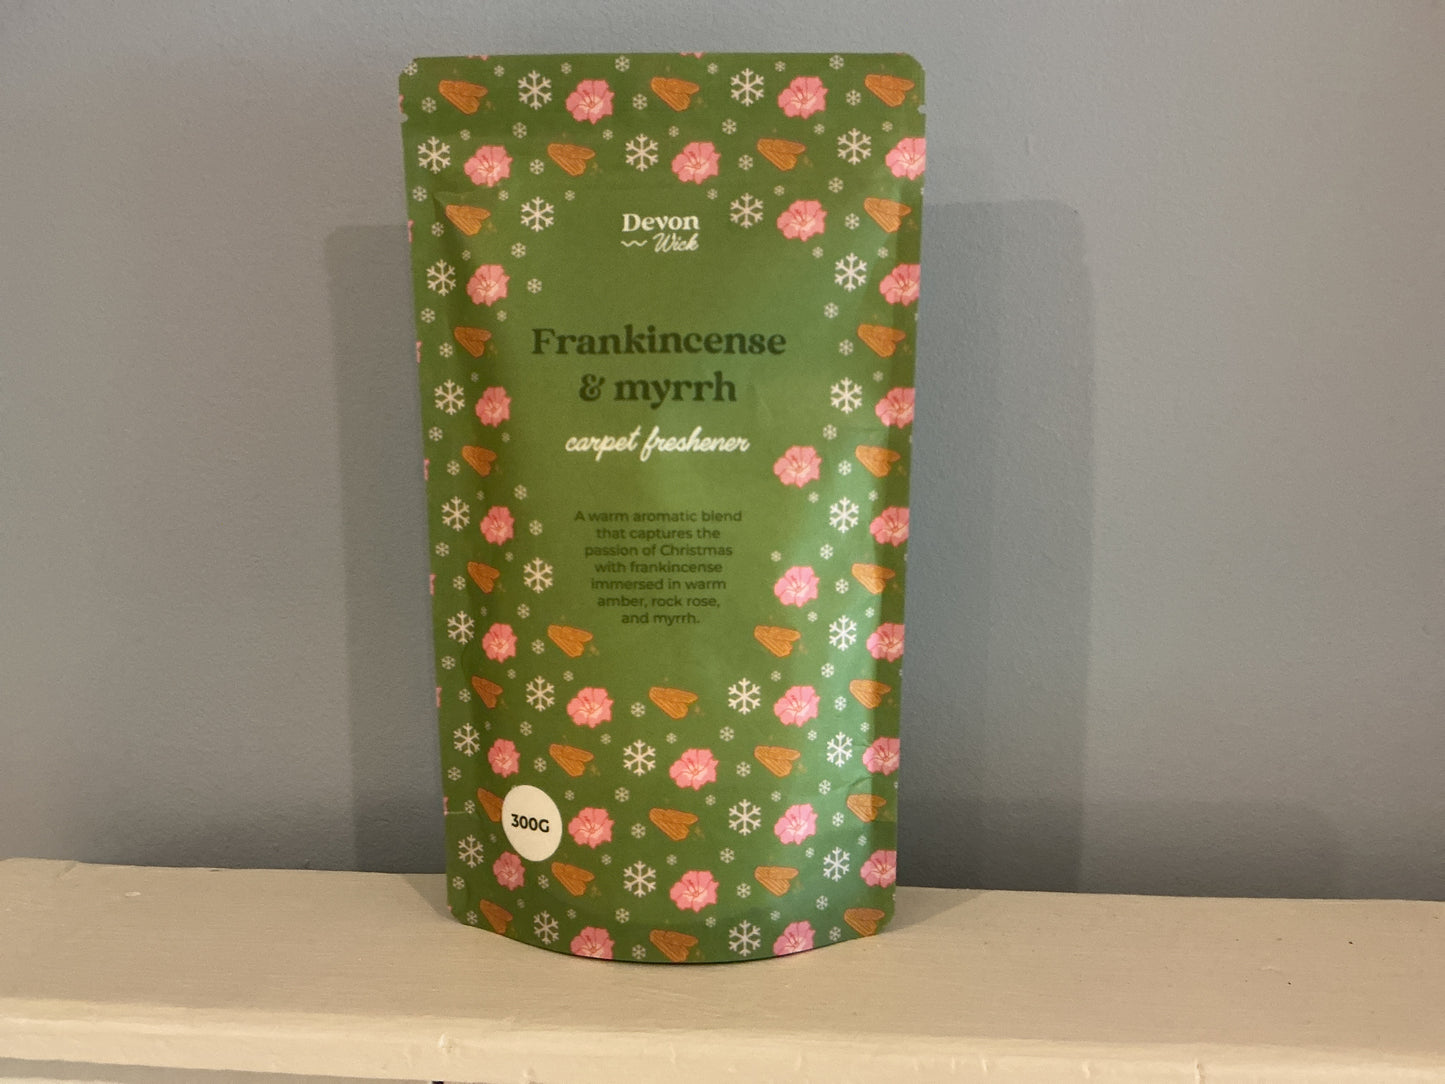 Devon
Wick
Frankincense
& myrrh
carpet freshener
A warm aromatic blend
that captures the
passion of Christmas
with frankincense
immersed in warm
amber, rock rose,
and myrrh.
300G